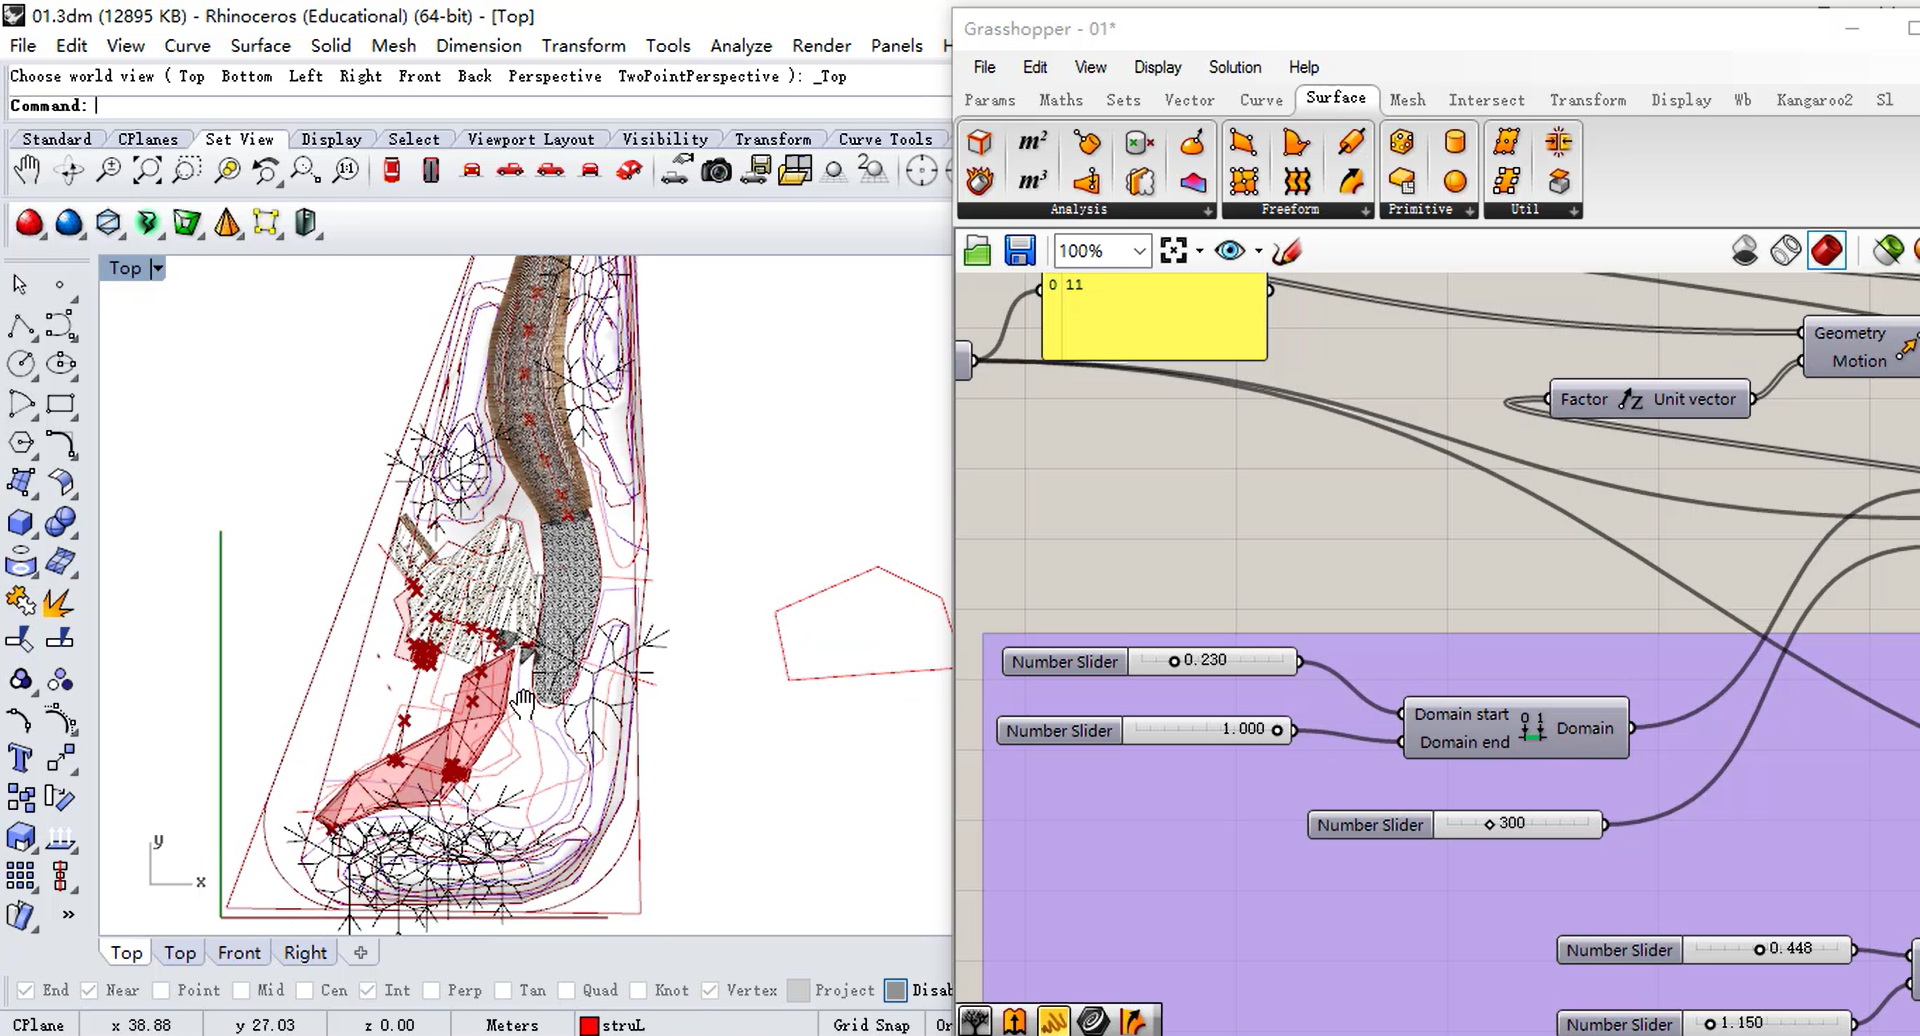 01.3dm (12895 KB) - Rhinoceros (Educational) (64-bit) - [Top]
File Edit View Curve Surface Solid Mesh Dimension Transform Tools Analyze Render Panels
Choose world view ( Top Bottom Left Right Front Back Perspective TwoPointPerspective ): _Top
Command:
Standard CPlanes Set View Display Select Viewport Layout Visibility Transform Curve Tools
1:1
2
Top
y
x
Top Top Front Right
End Near Point Mid Cen Int Perp Tan Quad Knot Vertex Project Disab
CPlane x 38.88 y 27.03 z 0.00 Meters struL Grid Snap Or
Grasshopper - 01*
File Edit View Display Solution Help
Params Maths Sets Vector Curve Surface Mesh Intersect Transform Display Wb Kangaroo2 Sl
m²
m³
Analysis Freeform Primitive Util
100%
0 11
Geometry
Motion
Factor Z Unit vector
Number Slider 0.230
Number Slider 1.000
Domain start
Domain end
0 1
Domain
Number Slider 300
Number Slider 0.448
Number Slider 1.150